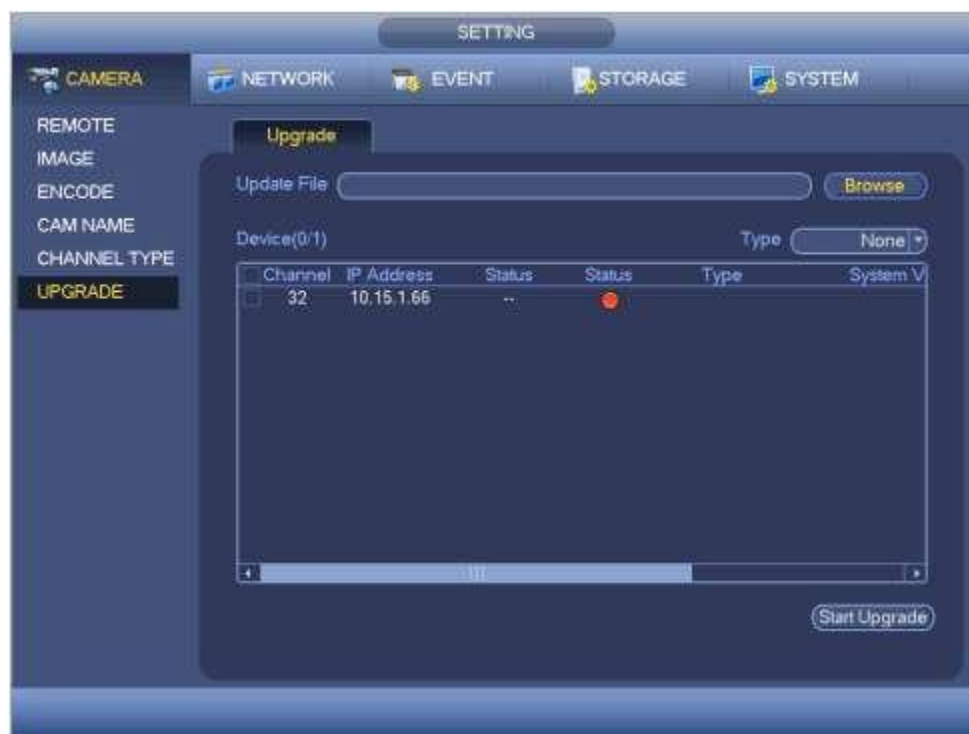 SETTING
CAMERA NETWORK EVENT STORAGE SYSTEM
REMOTE
IMAGE
ENCODE
CAM NAME
CHANNEL TYPE
UPGRADE
Upgrade
Update File Browse
Device(0/1) Type None
Channel IP Address Status Status Type System V
32 10.15.1.66 --
Start Upgrade